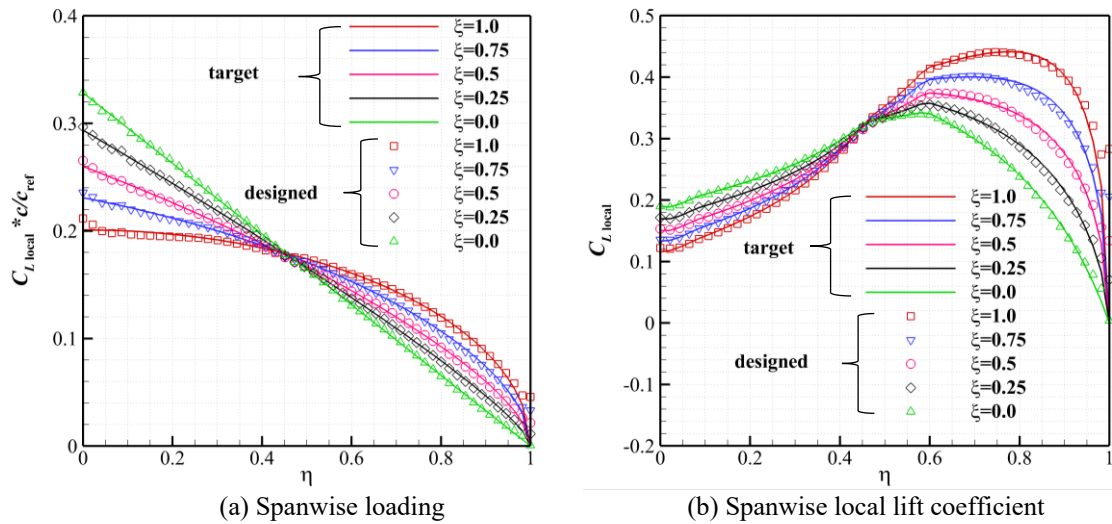 0.4
0.3
0.2
0.1
0
C_L local *c/c_ref
target
ξ=1.0
ξ=0.75
ξ=0.5
ξ=0.25
ξ=0.0
designed
ξ=1.0
ξ=0.75
ξ=0.5
ξ=0.25
ξ=0.0
0 0.2 0.4 0.6 0.8 1
η
(a) Spanwise loading
0.5
0.4
0.3
0.2
0.1
0
-0.1
-0.2
C_L local
target
ξ=1.0
ξ=0.75
ξ=0.5
ξ=0.25
ξ=0.0
designed
ξ=1.0
ξ=0.75
ξ=0.5
ξ=0.25
ξ=0.0
0 0.2 0.4 0.6 0.8 1
η
(b) Spanwise local lift coefficient